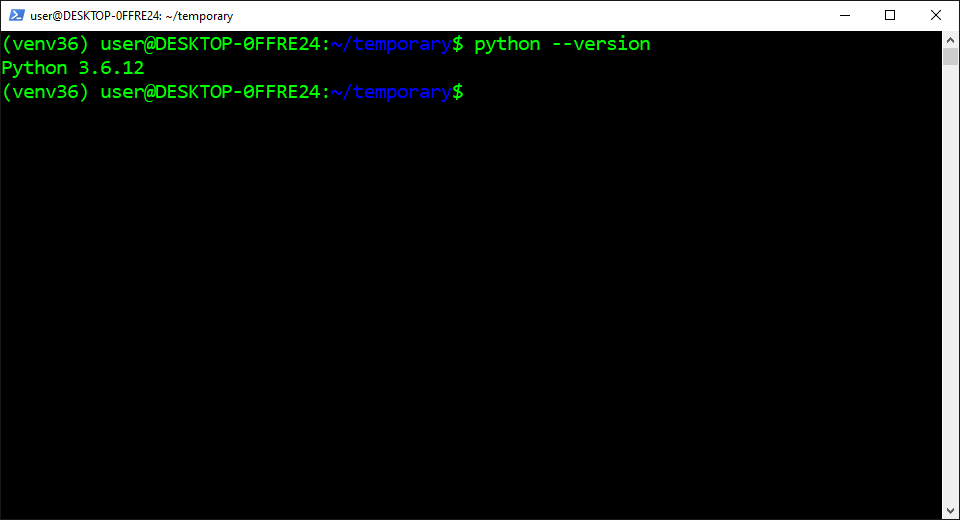 user@DESKTOP-0FFRE24: ~/temporary
(venv36) user@DESKTOP-0FFRE24:~/temporary$ python --version
Python 3.6.12
(venv36) user@DESKTOP-0FFRE24:~/temporary$